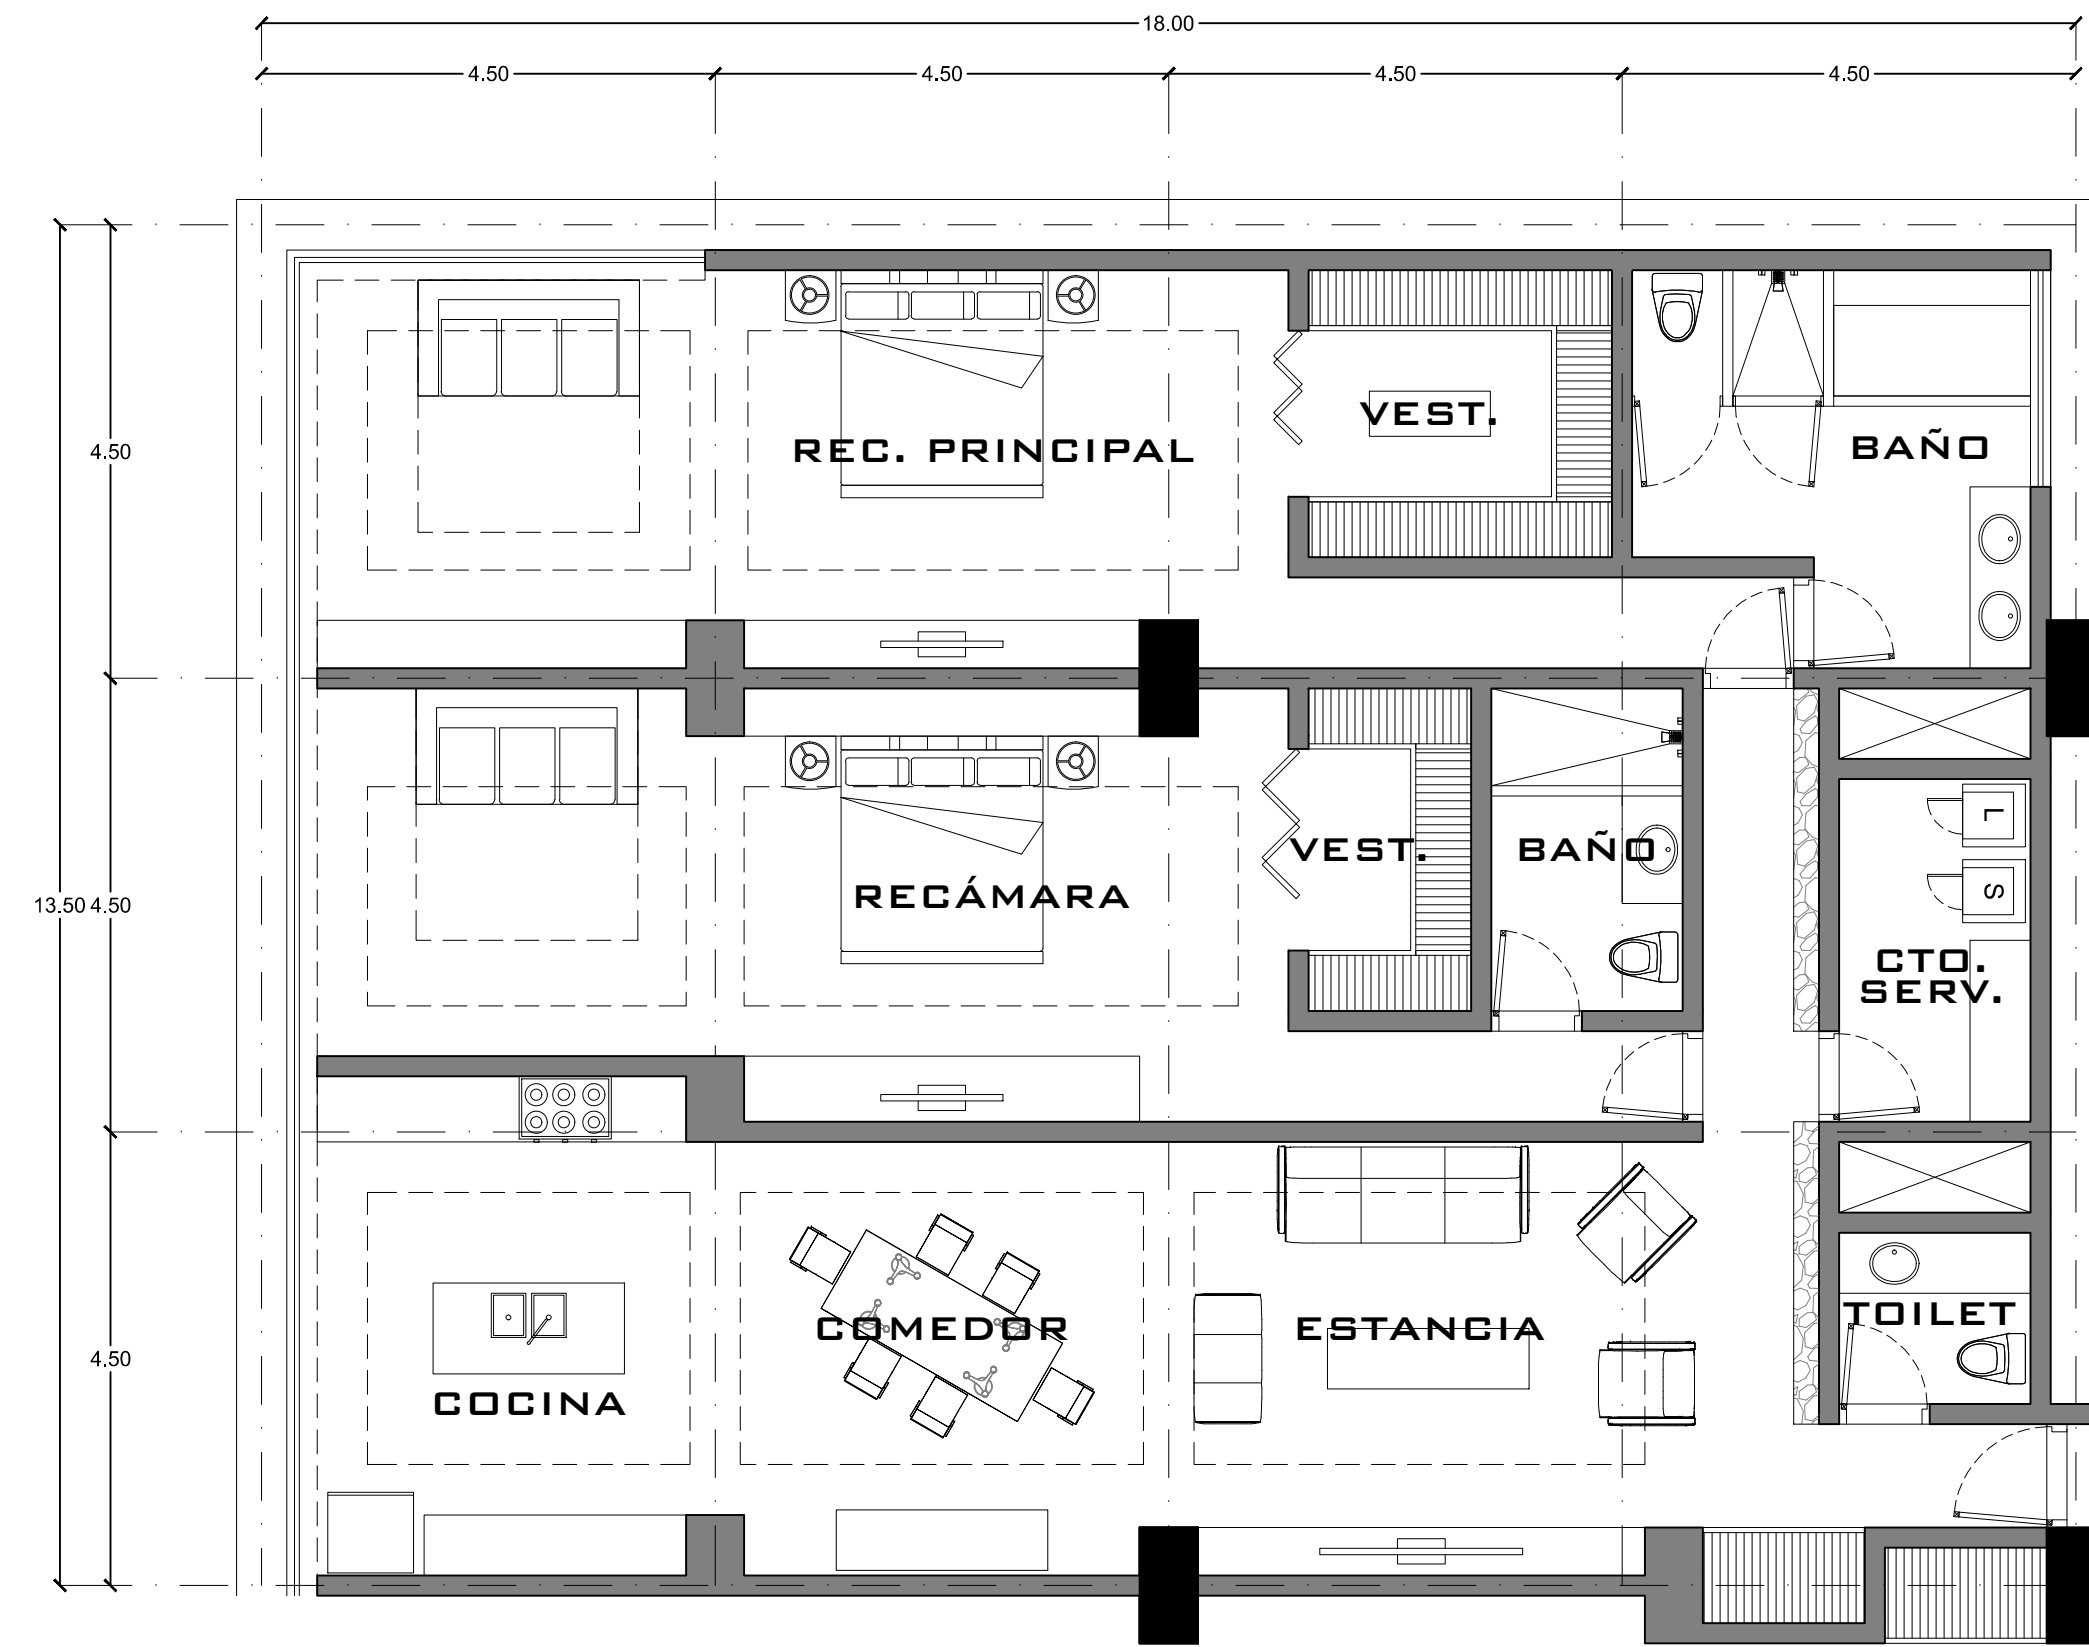 18.00
4.50 4.50 4.50 4.50
VEST.
BAÑO
REC. PRINCIPAL
4.50
L
VEST.
BAÑO
S
RECÁMARA
13.50 4.50
CTO.
SERV.
TOILET
COMEDOR
ESTANCIA
4.50
COCINA